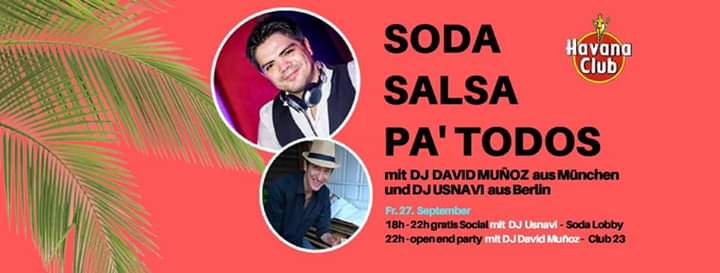 SODA
SALSA
PA' TODOS
Havana
Club
mit DJ DAVID MUÑOZ aus München
und DJ USNAVI aus Berlin
Fr. 27. September
18h - 22h gratis Social mit DJ Usnavi - Soda Lobby
22h - open end party mit DJ David Muñoz - Club 23